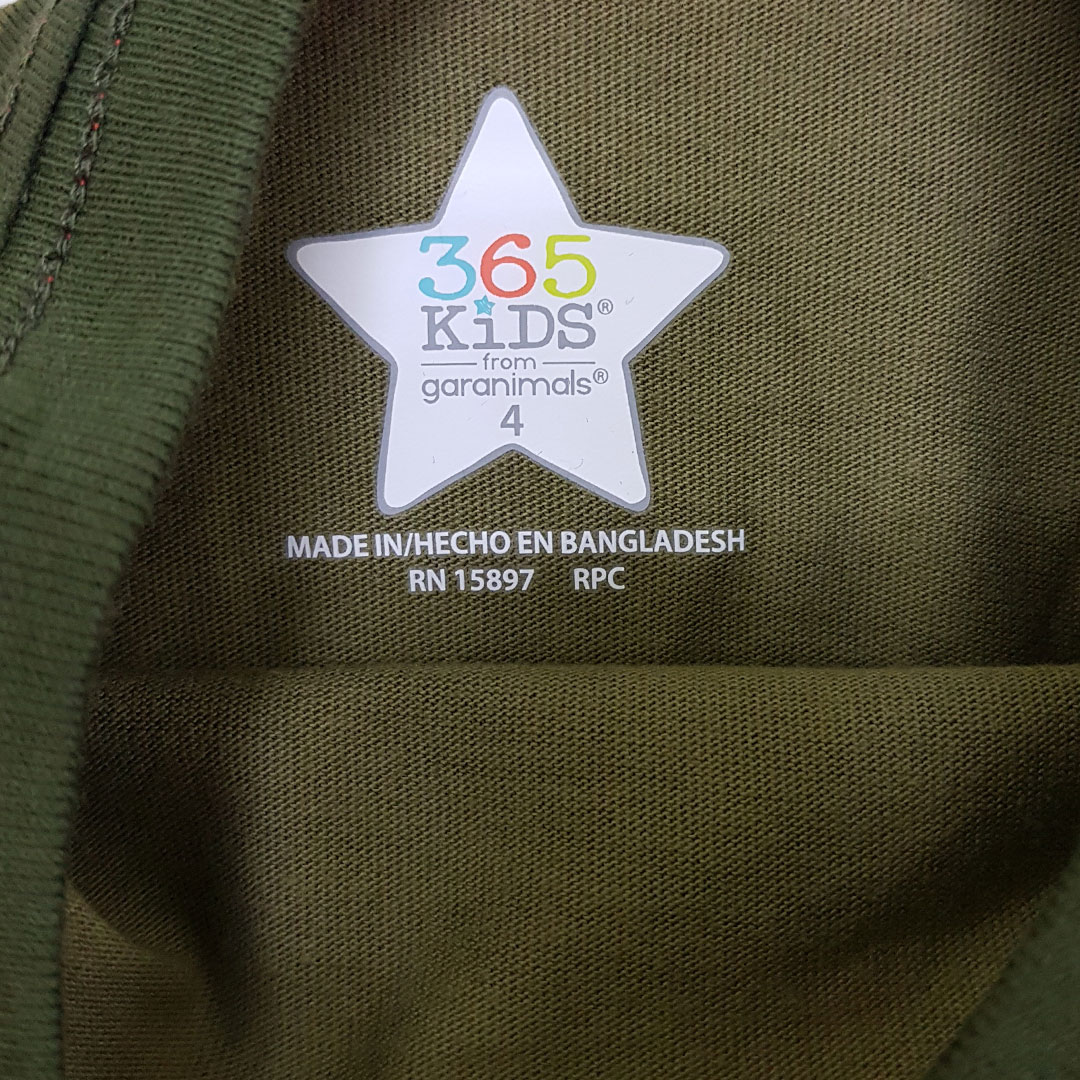 365
KiDS®
from
garanimals®
4
MADE IN/HECHO EN BANGLADESH
RN 15897 RPC